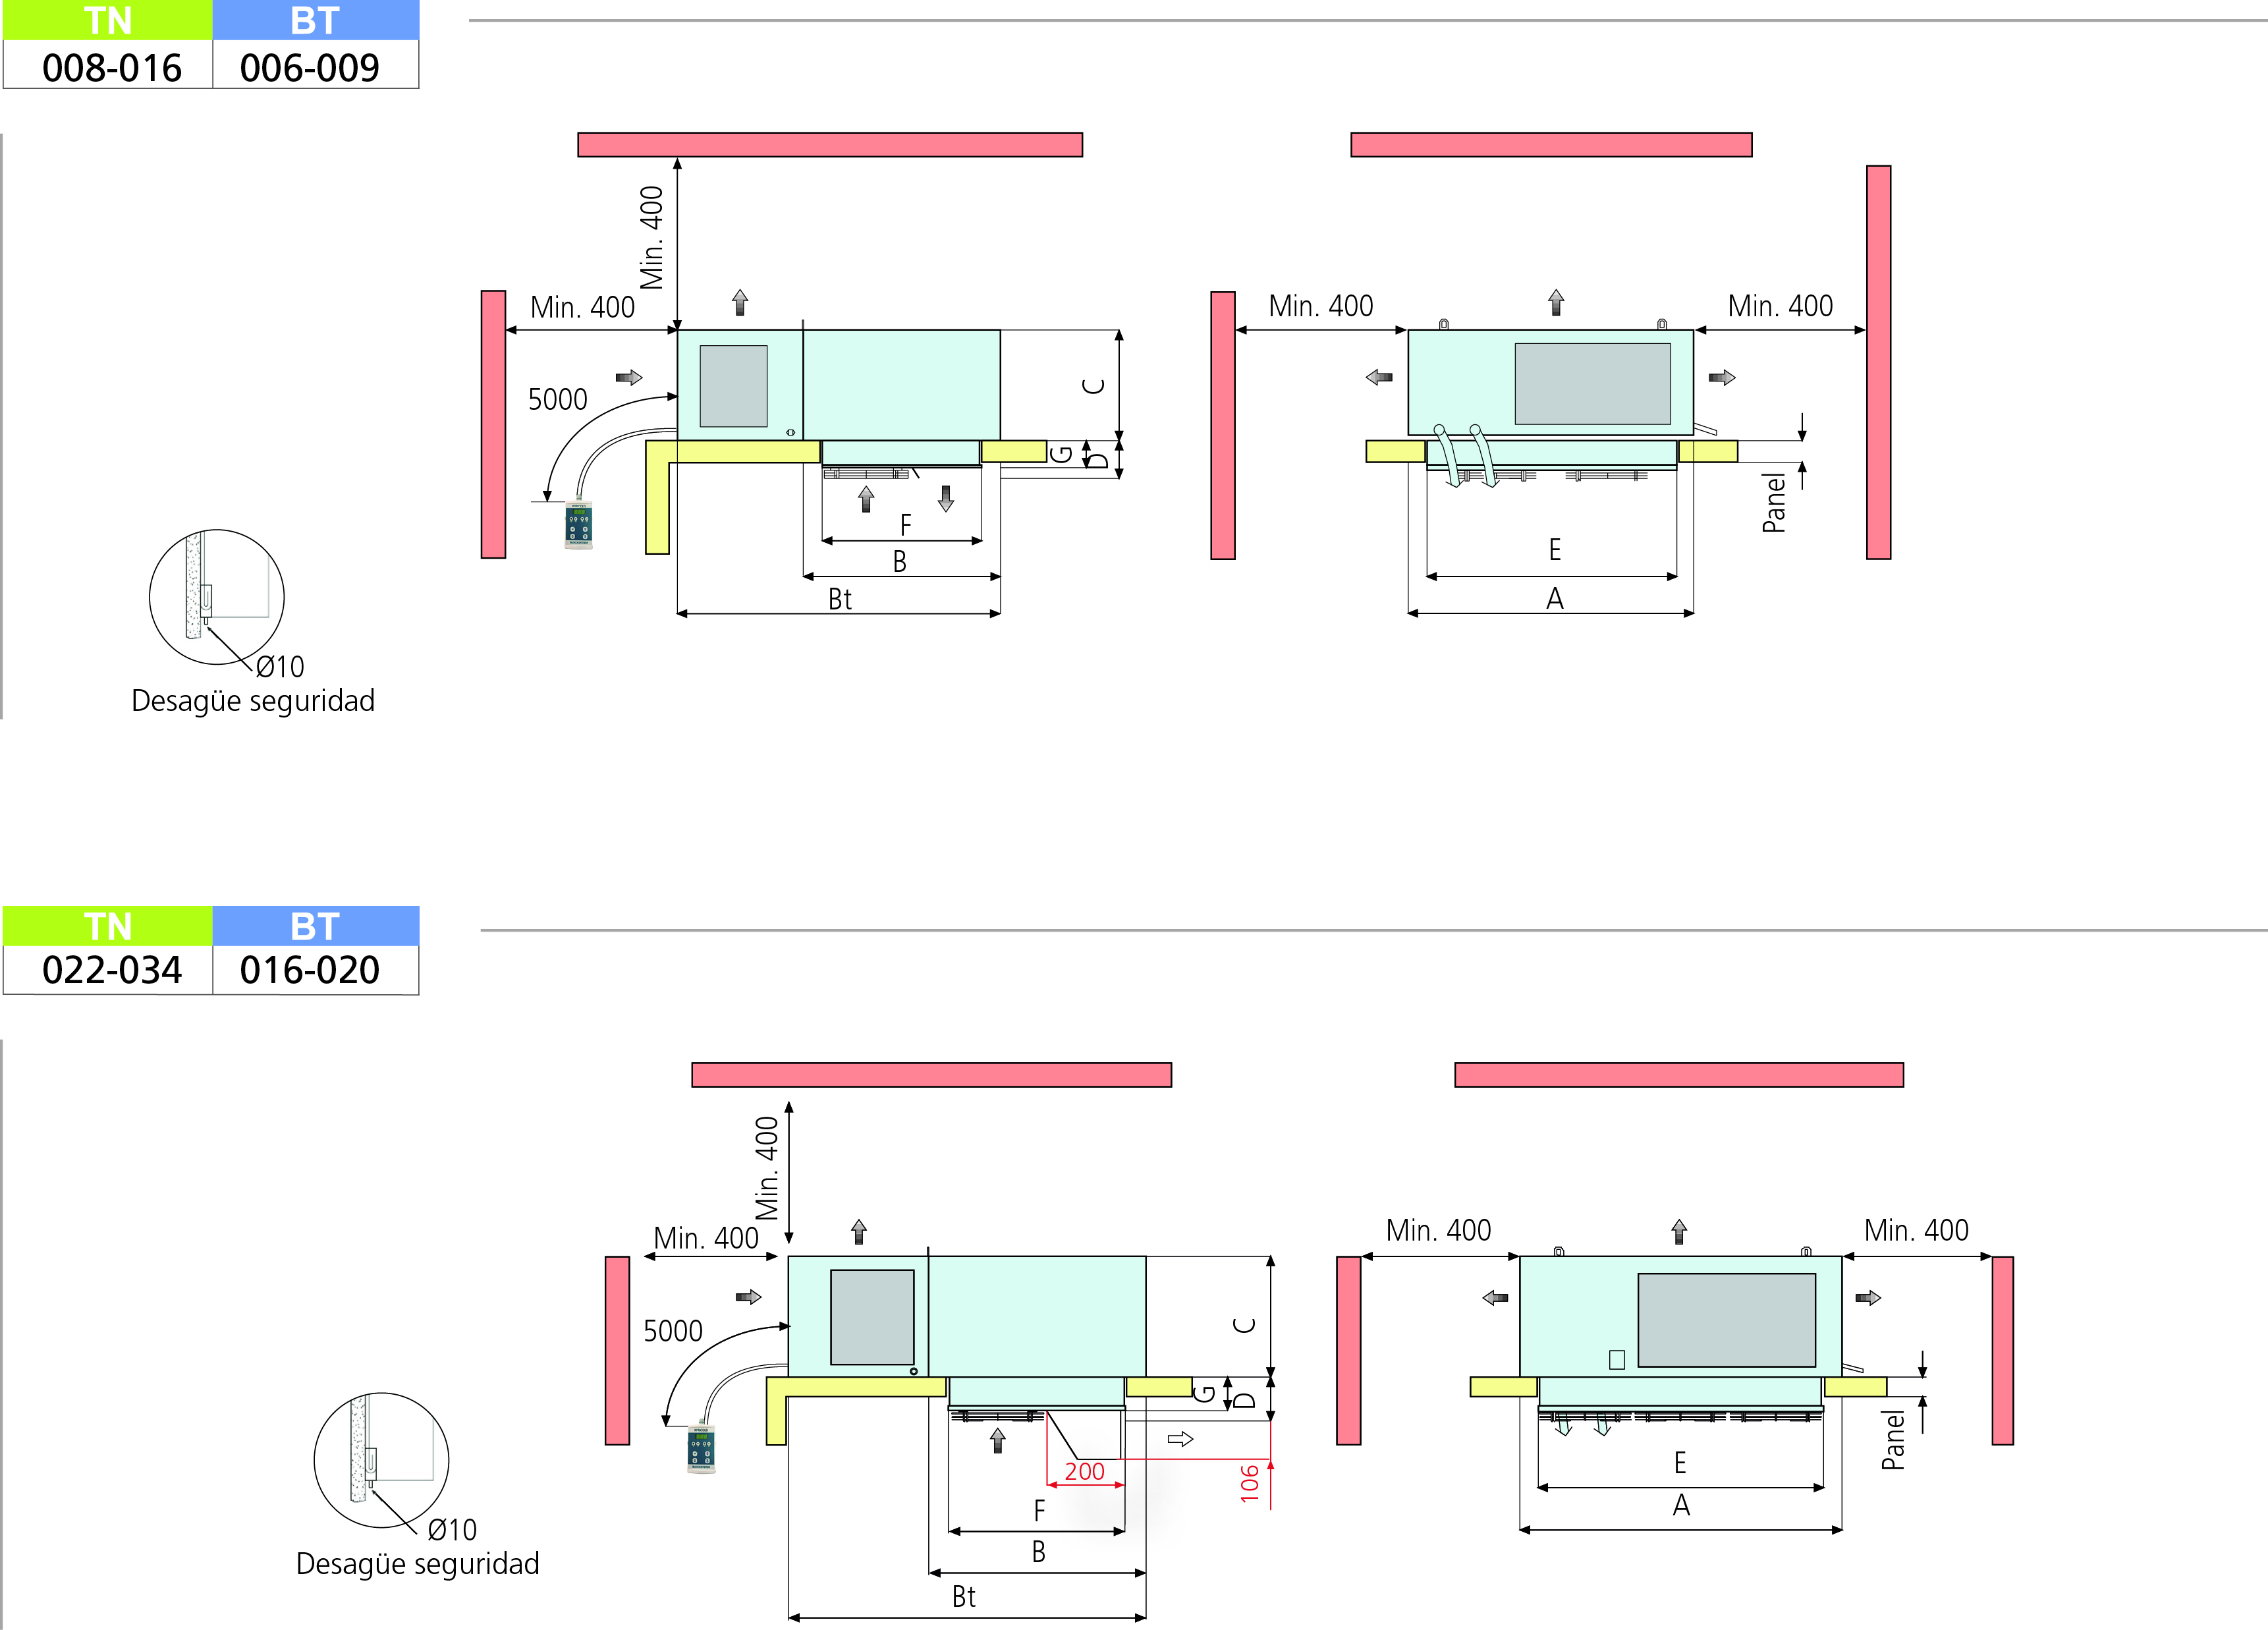 TN BT
008-016 006-009
Min. 400
Min. 400
5000
C
G
D
F
B
Bt
Min. 400
Min. 400
Panel
E
A
Ø10
Desagüe seguridad
TN BT
022-034 016-020
Min. 400
Min. 400
5000
C
G
D
200
106
F
B
Bt
Min. 400
Min. 400
Panel
E
A
Ø10
Desagüe seguridad